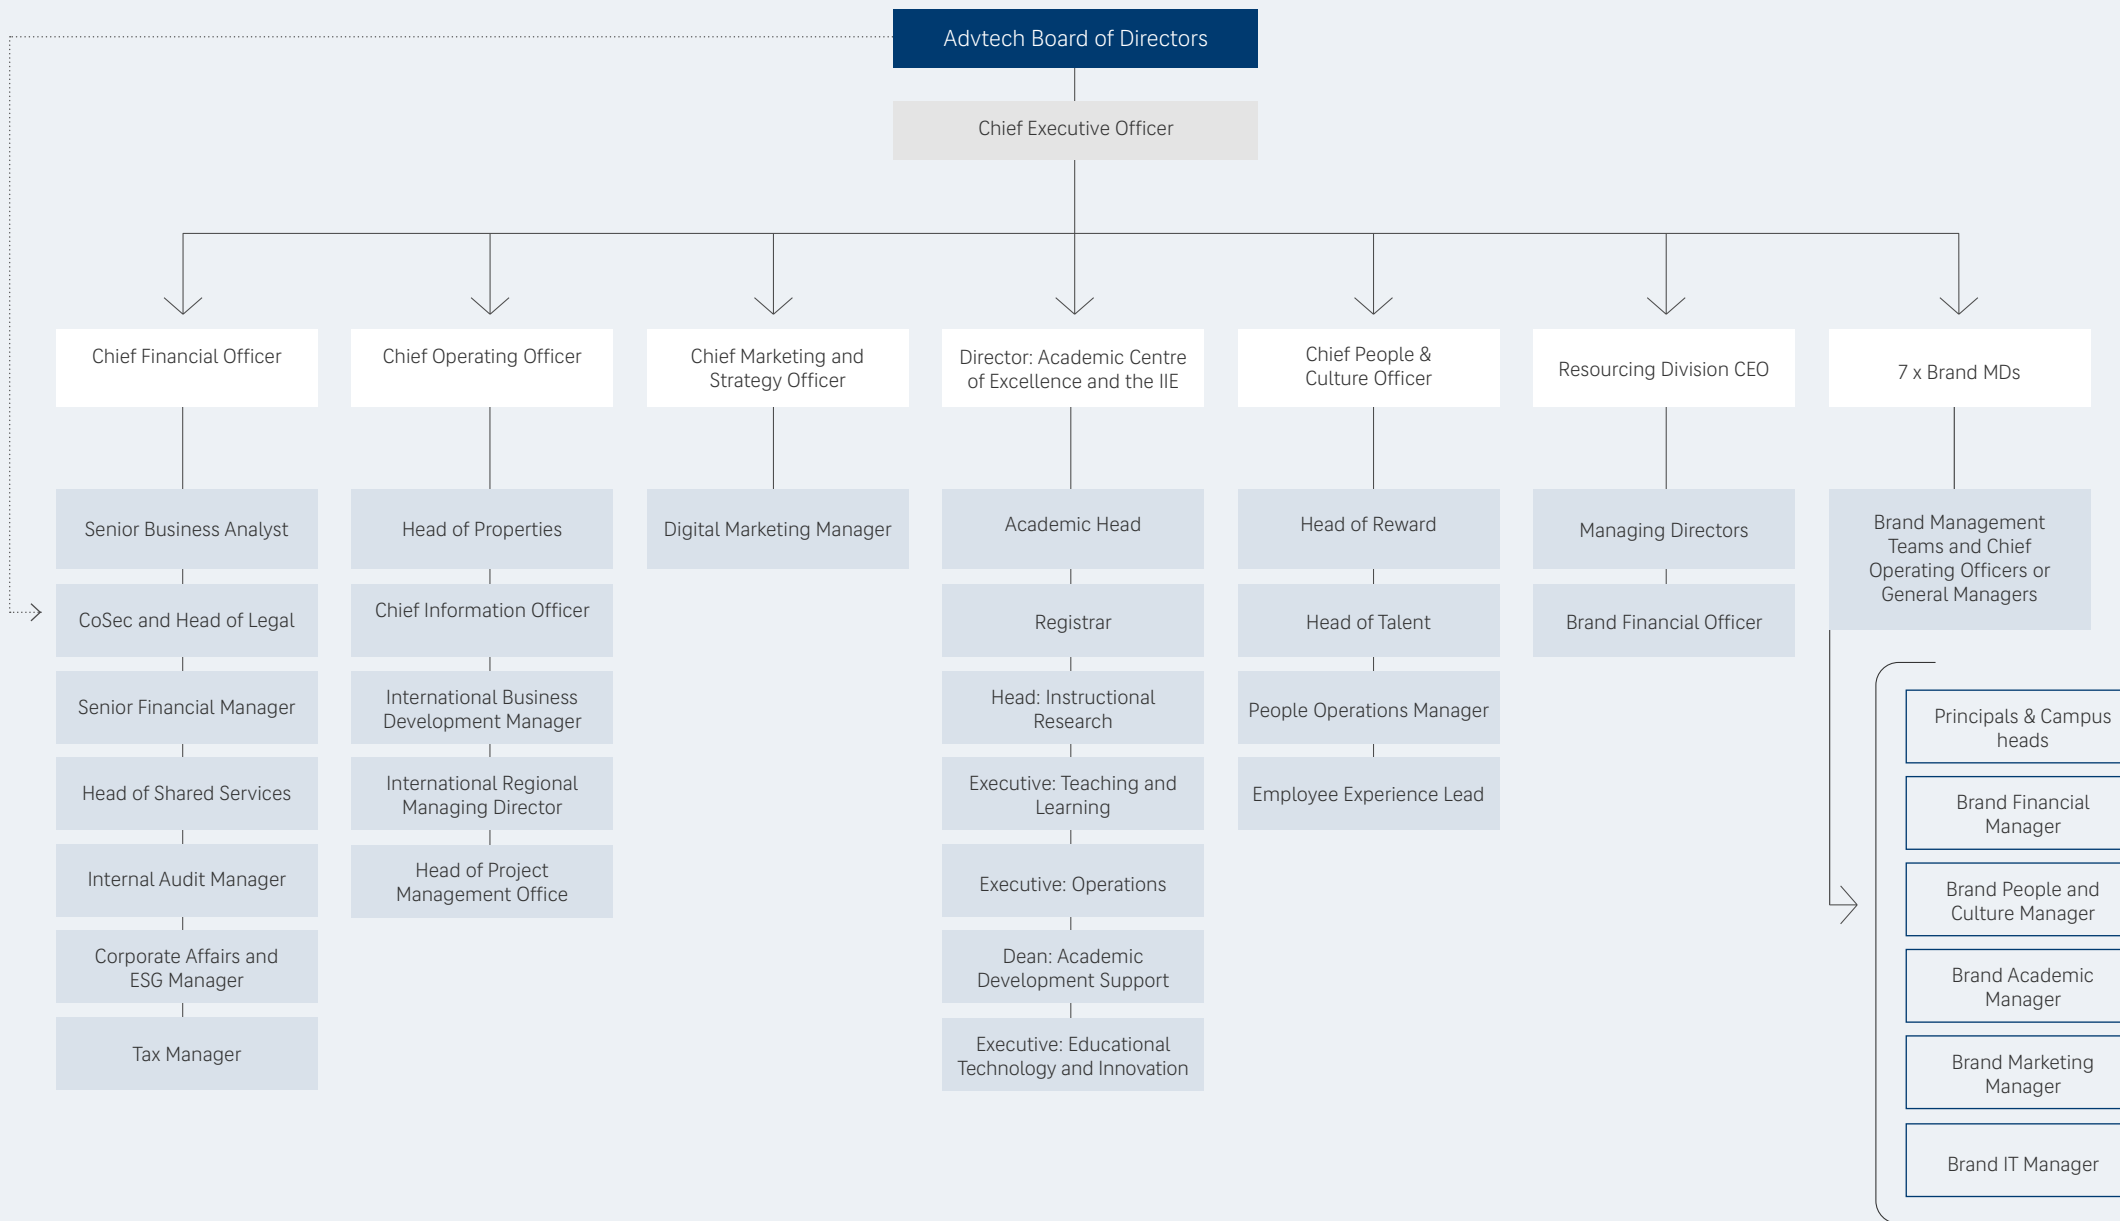 Advtech Board of Directors
Chief Executive Officer
Chief Financial Officer
Senior Business Analyst
CoSec and Head of Legal
Senior Financial Manager
Head of Shared Services
Internal Audit Manager
Corporate Affairs and
ESG Manager
Tax Manager
Chief Operating Officer
Head of Properties
Chief Information Officer
International Business
Development Manager
International Regional
Managing Director
Head of Project
Management Office
Chief Marketing and
Strategy Officer
Digital Marketing Manager
Director: Academic Centre
of Excellence and the IIE
Academic Head
Registrar
Head: Instructional
Research
Executive: Teaching and
Learning
Executive: Operations
Dean: Academic
Development Support
Executive: Educational
Technology and Innovation
Chief People &
Culture Officer
Head of Reward
Head of Talent
People Operations Manager
Employee Experience Lead
Resourcing Division CEO
Managing Directors
Brand Financial Officer
7 x Brand MDs
Brand Management
Teams and Chief
Operating Officers or
General Managers
Principals & Campus
heads
Brand Financial
Manager
Brand People and
Culture Manager
Brand Academic
Manager
Brand Marketing
Manager
Brand IT Manager